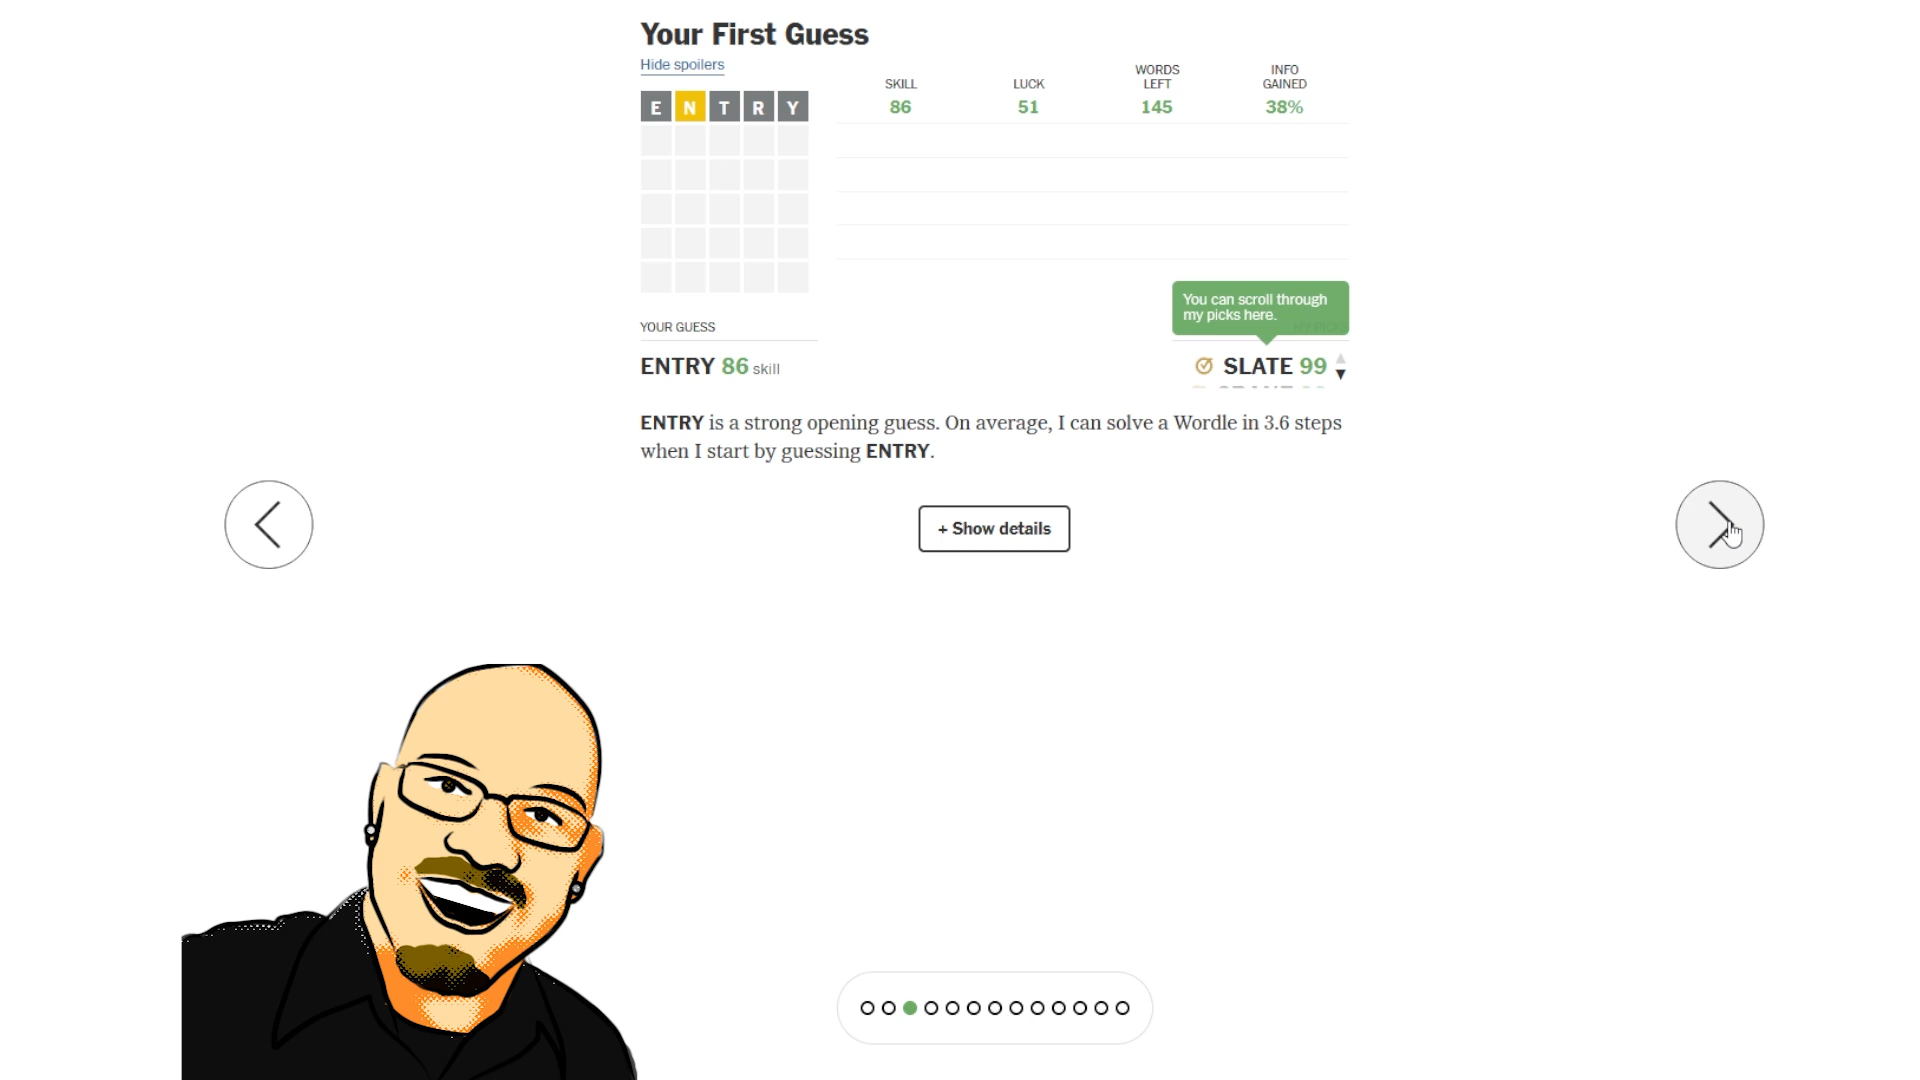 Your First Guess
Hide spoilers
SKILL
LUCK
WORDS
LEFT
INFO
GAINED
E N T R Y
86
51
145
38%
You can scroll through
my picks here.
YOUR GUESS
ENTRY 86 skill
SLATE 99
ENTRY is a strong opening guess. On average, I can solve a Wordle in 3.6 steps
when I start by guessing ENTRY.
+ Show details